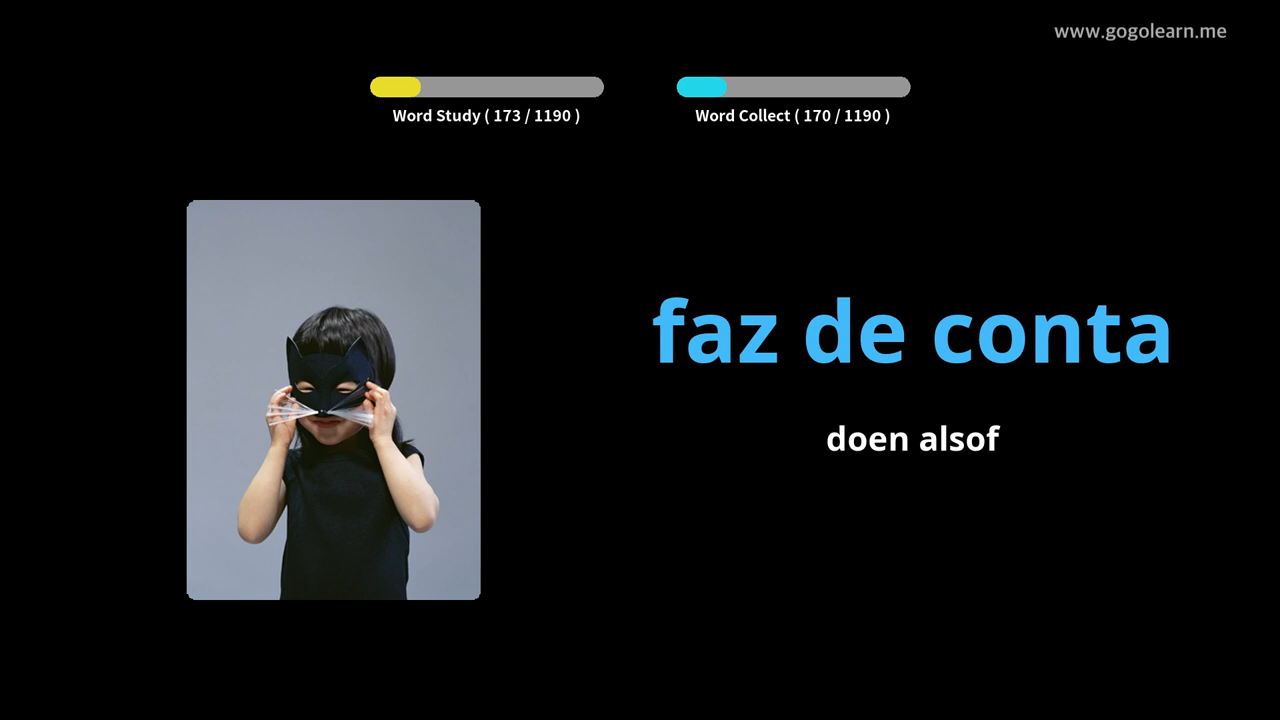 www.gogolearn.me
Word Study ( 173 / 1190 )
Word Collect ( 170 / 1190 )
faz de conta
doen alsof